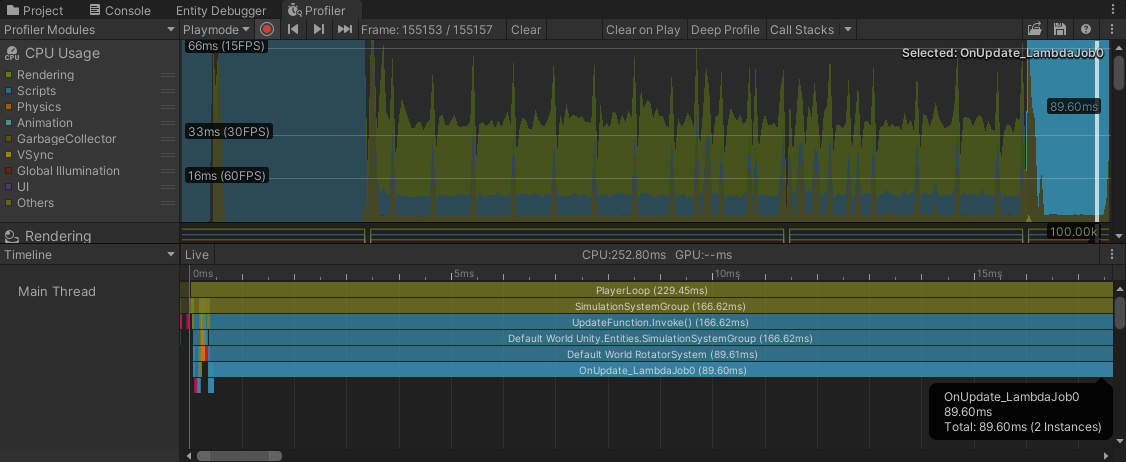 Project
Console
Entity Debugger
Profiler
Profiler Modules
Playmode
Frame: 155153 / 155157
Clear
Clear on Play
Deep Profile
Call Stacks
CPU Usage
Rendering
Scripts
Physics
Animation
GarbageCollector
VSync
Global Illumination
UI
Others
Rendering
66ms (15FPS)
33ms (30FPS)
16ms (60FPS)
Selected: OnUpdate_LambdaJob0
89.60ms
100.00k
Timeline
Live
CPU:252.80ms GPU:--ms
0ms
5ms
10ms
15ms
Main Thread
PlayerLoop (229.45ms)
SimulationSystemGroup (166.62ms)
UpdateFunction.Invoke() (166.62ms)
Default World Unity.Entities.SimulationSystemGroup (166.62ms)
Default World RotatorSystem (89.61ms)
OnUpdate_LambdaJob0 (89.60ms)
OnUpdate_LambdaJob0
89.60ms
Total: 89.60ms (2 Instances)